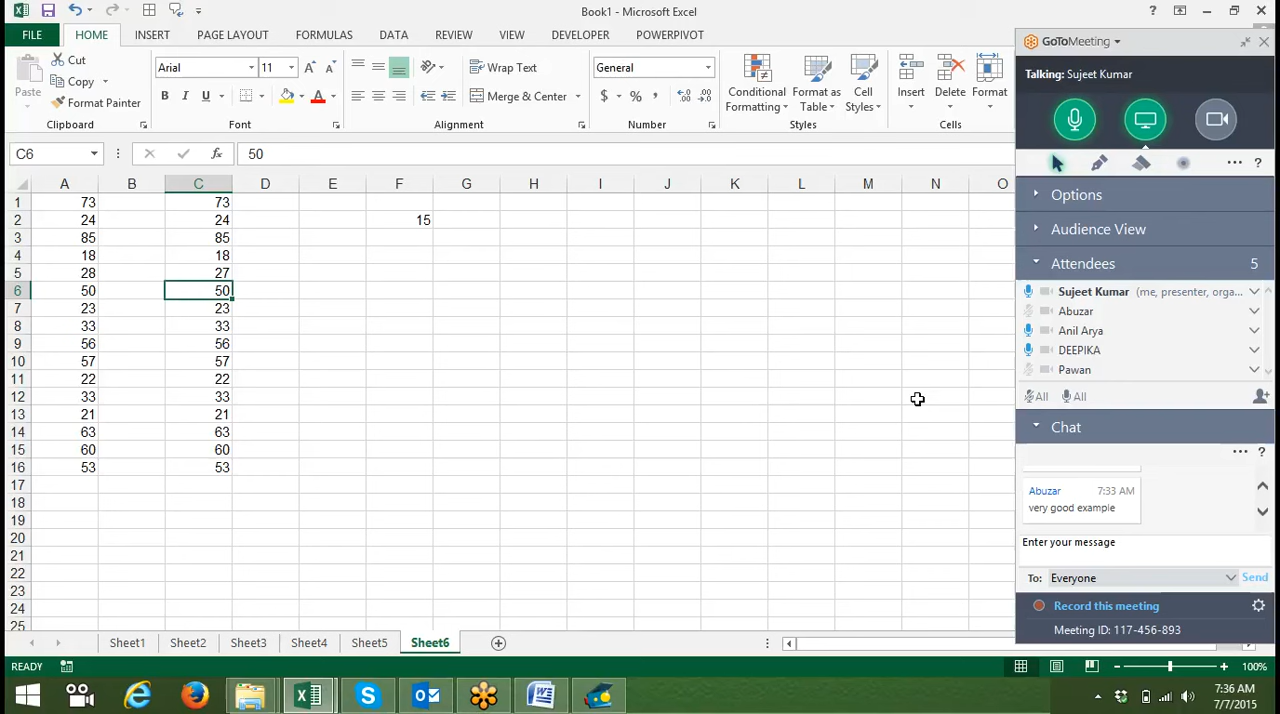 Book1 - Microsoft Excel
?
FILE HOME INSERT PAGE LAYOUT FORMULAS DATA REVIEW VIEW DEVELOPER POWERPIVOT
Paste
Cut
Copy
Format Painter
Clipboard
Arial 11
B I U A
Font
Wrap Text
Merge & Center
Alignment
General
$ % ,
Number
Conditional Formatting
Format as Table
Cell Styles
Styles
Insert
Delete
Format
Cells
C6 fx 50
A B C D E F G H I J K L M N O
1 73 73
2 24 24 15
3 85 85
4 18 18
5 28 27
6 50 50
7 23 23
8 33 33
9 56 56
10 57 57
11 22 22
12 33 33
13 21 21
14 63 63
15 60 60
16 53 53
17
18
19
20
21
22
23
24
25
Sheet1 Sheet2 Sheet3 Sheet4 Sheet5 Sheet6
READY
100%
GoToMeeting
Talking: Sujeet Kumar
?
Options
Audience View
Attendees 5
Sujeet Kumar (me, presenter, orga...
Abuzar
Anil Arya
DEEPIKA
Pawan
All All
Chat
?
Abuzar 7:33 AM
very good example
Enter your message
To: Everyone Send
Record this meeting
Meeting ID: 117-456-893
7:36 AM
7/7/2015